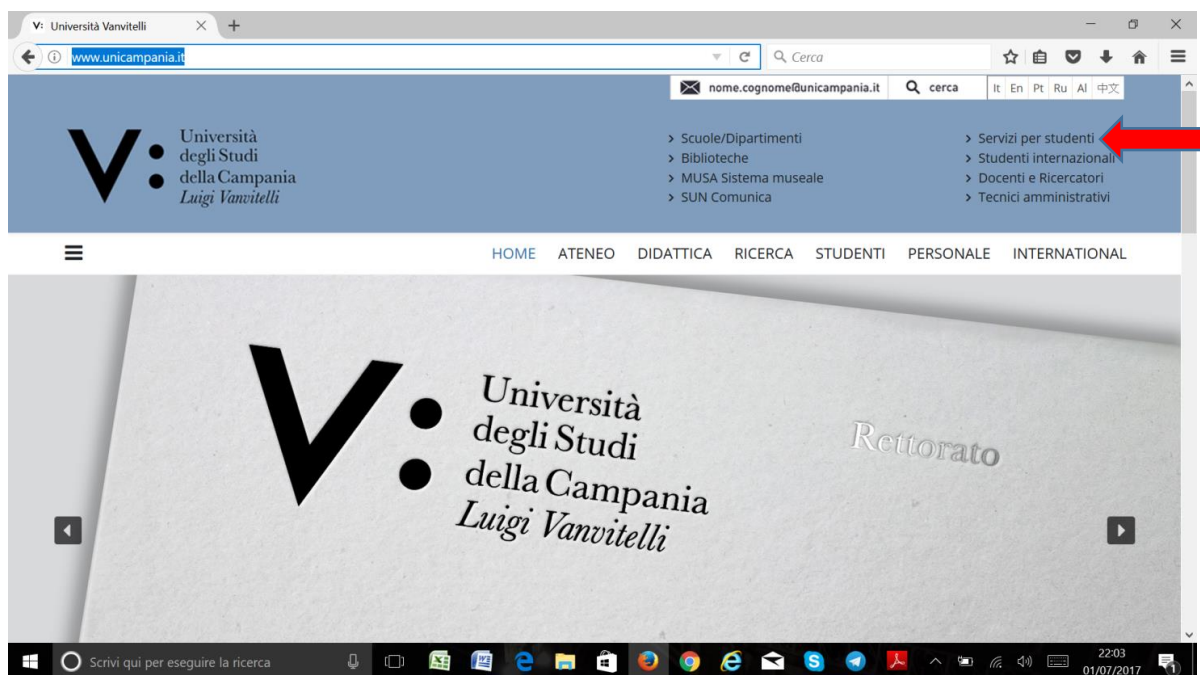 V: Università Vanvitelli
www.unicampania.it
Cerca
nome.cognome@unicampania.it
cerca
It En Pt Ru Al 中文
V:
Università
degli Studi
della Campania
Luigi Vanvitelli
> Scuole/Dipartimenti
> Biblioteche
> MUSA Sistema museale
> SUN Comunica
> Servizi per studenti
> Studenti internazionali
> Docenti e Ricercatori
> Tecnici amministrativi
HOME ATENEO DIDATTICA RICERCA STUDENTI PERSONALE INTERNATIONAL
V:
Università
degli Studi
della Campania
Luigi Vanvitelli
Rettorato
Scrivi qui per eseguire la ricerca
22:03
01/07/2017